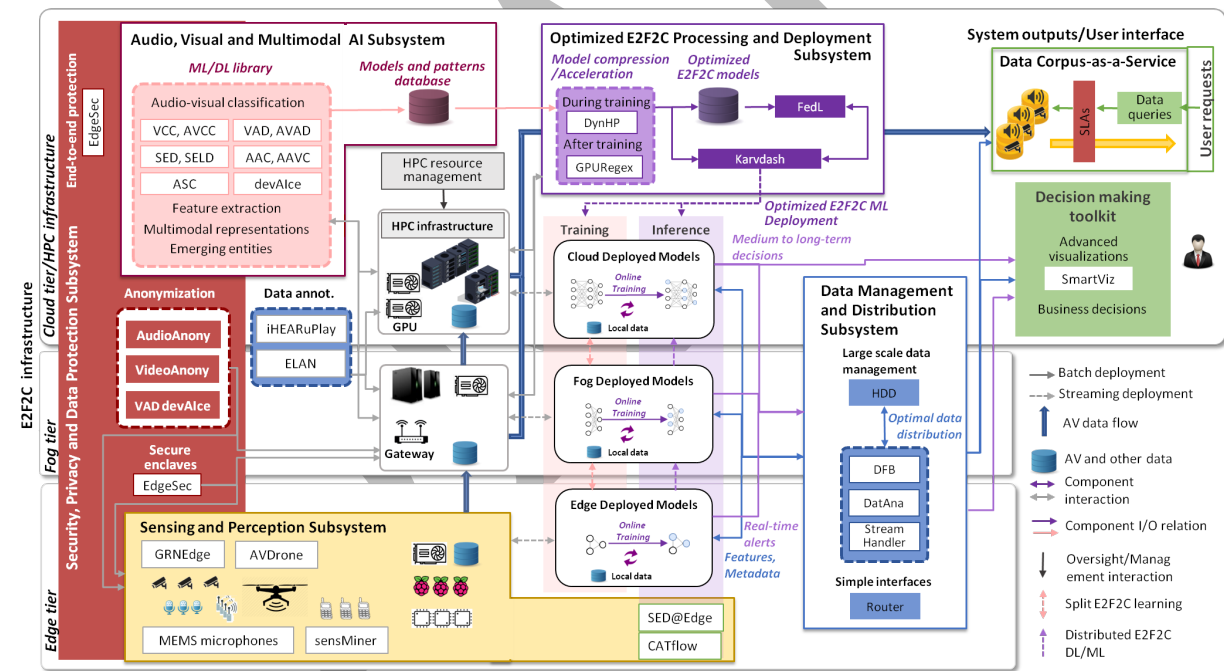 E2F2C infrastructure
Cloud tier/HPC infrastructure
Fog tier
Edge tier
End-to-end protection
EdgeSec
Security, Privacy and Data Protection Subsystem
Audio, Visual and Multimodal AI Subsystem
ML/DL library
Models and patterns
database
Audio-visual classification
VCC, AVCC
VAD, AVAD
SED, SELD
AAC, AAVC
ASC
devAIce
Feature extraction
Multimodal representations
Emerging entities
HPC resource
management
HPC infrastructure
GPU
Optimized E2F2C Processing and Deployment
Subsystem
Model compression
/Acceleration
Optimized
E2F2C models
During training
DynHP
After training
GPURegex
FedL
Karvdash
Optimized E2F2C ML
Deployment
System outputs/User interface
Data Corpus-as-a-Service
SLAs
Data
queries
User requests
Decision making
toolkit
Advanced
visualizations
SmartViz
Business decisions
Training
Inference
Medium to long-term
decisions
Cloud Deployed Models
Online
Training
Local data
Fog Deployed Models
Online
Training
Local data
Edge Deployed Models
Online
Training
Local data
Real-time
alerts
Features,
Metadata
Data Management
and Distribution
Subsystem
Large scale data
management
HDD
Optimal data
distribution
DFB
DatAna
Stream
Handler
Simple interfaces
Router
Anonymization
AudioAnony
VideoAnony
VAD devAIce
Data annot.
iHEARuPlay
ELAN
Gateway
Secure
enclaves
EdgeSec
Sensing and Perception Subsystem
GRNEdge
AVDrone
MEMS microphones
sensMiner
SED@Edge
CATflow
Batch deployment
Streaming deployment
AV data flow
AV and other data
Component
interaction
Component I/O relation
Oversight/Manag
ement interaction
Split E2F2C learning
Distributed E2F2C
DL/ML